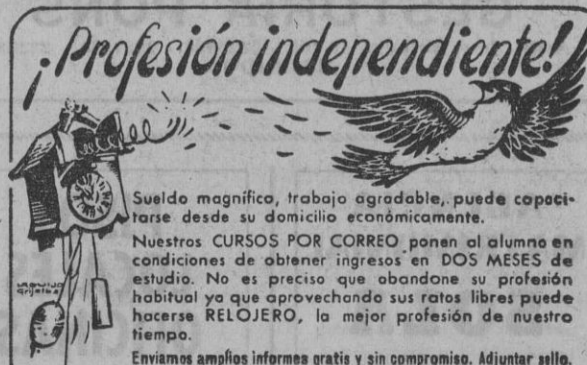 ¡Profesión independiente!
Sueldo magnífico, trabajo agradable, puede capaci-
tarse desde su domicilio económicamente.
Nuestros CURSOS POR CORREO ponen al alumno en
condiciones de obtener ingresos en DOS MESES de
estudio. No es preciso que abandone su profesión
habitual ya que aprovechando sus ratos libres puede
hacerse RELOJERO, la mejor profesión de nuestro
tiempo.
Enviamos amplios informes gratis y sin compromiso. Adjuntar sello.